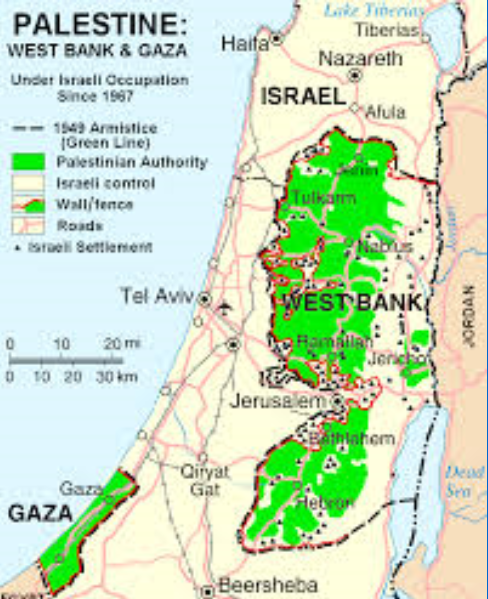 PALESTINE:
WEST BANK & GAZA
Under Israeli Occupation
Since 1967
1949 Armistice
(Green Line)
Palestinian Authority
Israeli control
Wall/fence
Roads
Israeli Settlement
0 10 20 mi
0 10 20 30 km
Lake Tiberias
Tiberias
Haifa
Nazareth
ISRAEL
Afula
Jenin
Tulkarm
Nablus
Jordan
Tel Aviv
WEST BANK
JORDAN
Ramallah
Jericho
Jerusalem
Bethlehem
Qiryat
Gat
Hebron
Dead
Sea
Gaza
GAZA
Beersheba